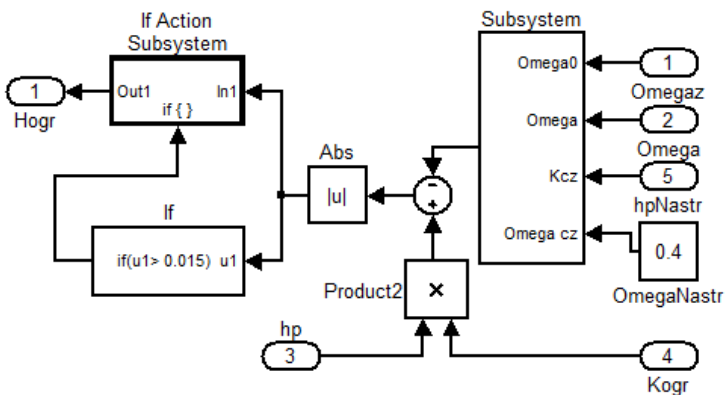 If Action
Subsystem
Subsystem
1
Hogr
Out1
In1
if { }
Omega0
1
Omegaz
Omega
2
Omega
Abs
-
+
|u|
Kcz
5
hpNastr
If
if(u1> 0.015) u1
Omega cz
0.4
OmegaNastr
Product2
×
hp
3
4
Kogr